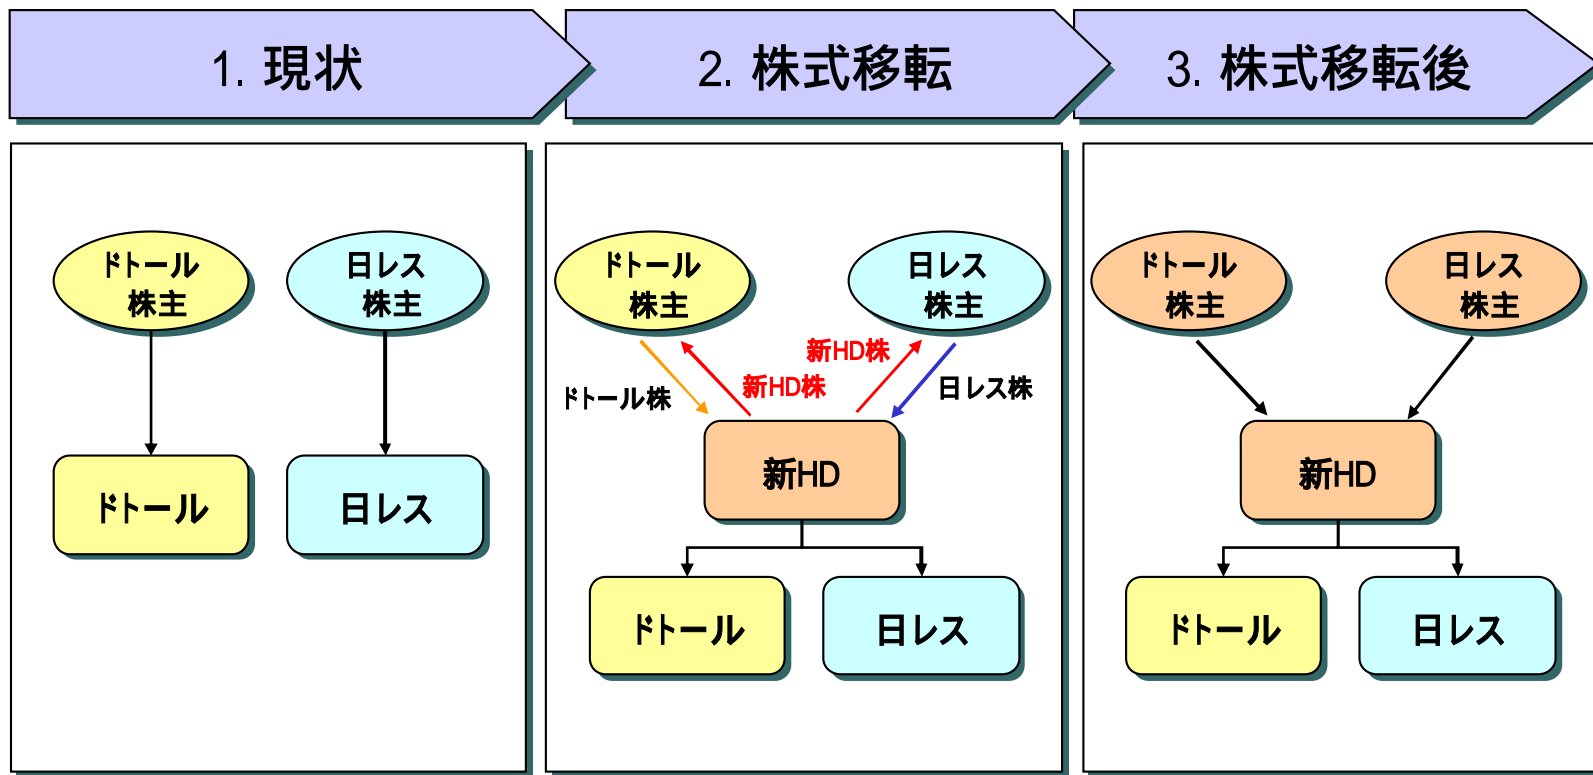 1. 現状
2. 株式移転
3. 株式移転後
ドトール
株主
日レス
株主
ドトール
日レス
ドトール
株主
日レス
株主
新HD株
新HD株
ドトール株
日レス株
新HD
ドトール
日レス
ドトール
株主
日レス
株主
新HD
ドトール
日レス